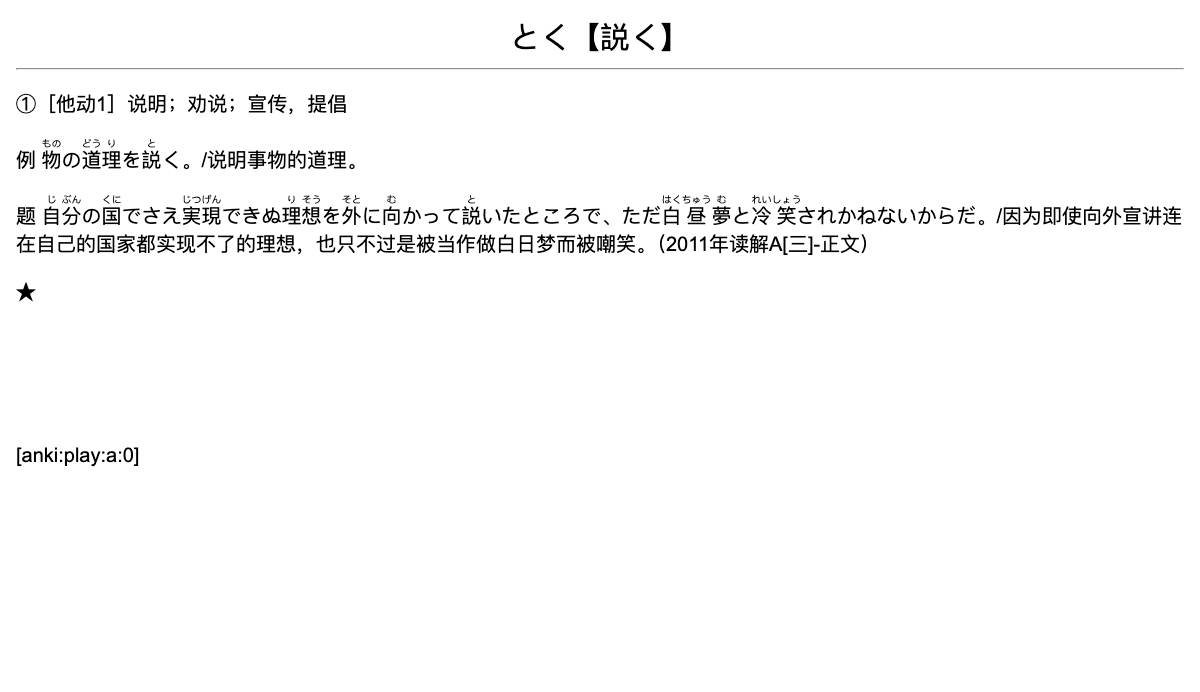 とく【説く】
①［他动1］说明；劝说；宣传，提倡
もの どうり と
例 物の道理を説く。/说明事物的道理。
じぶん くに じつげん りそう そと む と はくちゅうむ れいしょう
题 自分の国でさえ実現できぬ理想を外に向かって説いたところで、ただ白昼夢と冷笑されかねないからだ。/因为即使向外宣讲连
在自己的国家都实现不了的理想，也只不过是被当作做白日梦而被嘲笑。（2011年读解A[三]-正文）
★
[anki:play:a:0]